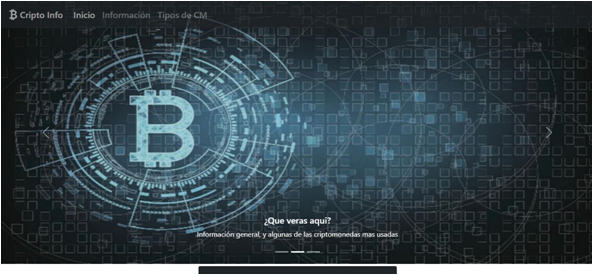 Cripto Info Inicio Información Tipos de CM
¿Que veras aqui?
Información general, y algunas de las criptomonedas mas usadas